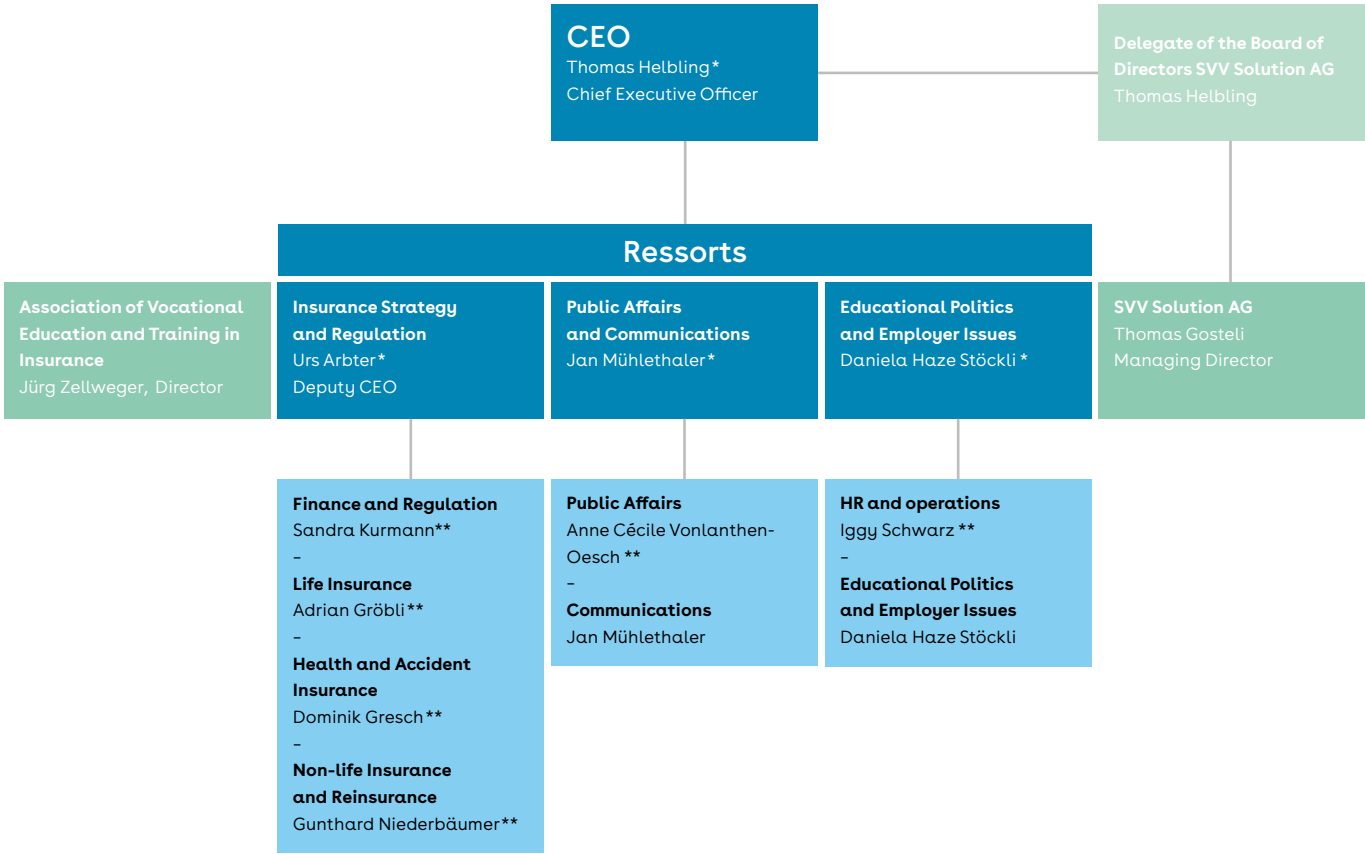 CEO
Thomas Helbling*
Chief Executive Officer
Delegate of the Board of
Directors SVV Solution AG
Thomas Helbling
Ressorts
Association of Vocational
Education and Training in
Insurance
Jürg Zellweger, Director
Insurance Strategy
and Regulation
Urs Arbter*
Deputy CEO
Public Affairs
and Communications
Jan Mühlethaler*
Educational Politics
and Employer Issues
Daniela Haze Stöckli *
SVV Solution AG
Thomas Gosteli
Managing Director
Finance and Regulation
Sandra Kurmann**
–
Life Insurance
Adrian Gröbli**
–
Health and Accident
Insurance
Dominik Gresch**
–
Non-life Insurance
and Reinsurance
Gunthard Niederbäumer**
Public Affairs
Anne Cécile Vonlanthen-
Oesch **
–
Communications
Jan Mühlethaler
HR and operations
Iggy Schwarz **
–
Educational Politics
and Employer Issues
Daniela Haze Stöckli